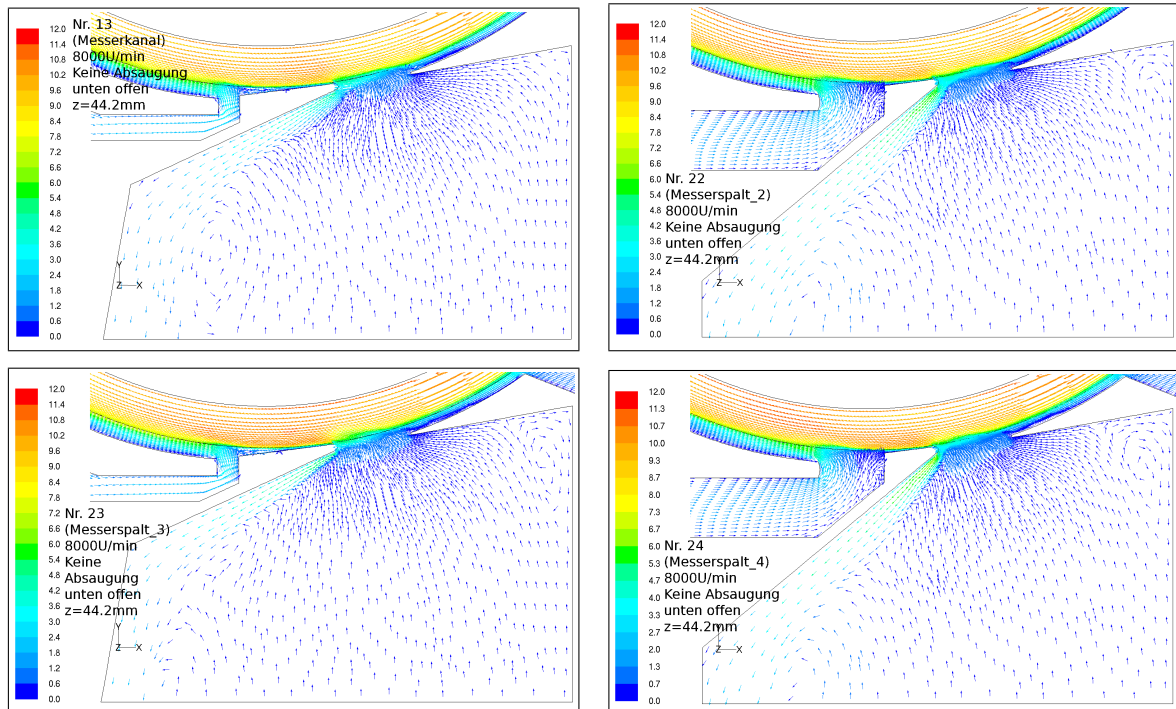 12.0
11.4
10.8
10.2
9.6
9.0
8.4
7.8
7.2
6.6
6.0
5.4
4.8
4.2
3.6
3.0
2.4
1.8
1.2
0.6
0.0
Nr. 13
(Messerkanal)
8000U/min
Keine Absaugung
unten offen
z=44.2mm
Y
Z X
12.0
11.4
10.8
10.2
9.6
9.0
8.4
7.8
7.2
6.6
6.0
5.4
4.8
4.2
3.6
3.0
2.4
1.8
1.2
0.6
0.0
Nr. 22
(Messerspalt_2)
8000U/min
Keine Absaugung
unten offen
z=44.2mm
Y
Z X
12.0
11.4
10.8
10.2
9.6
9.0
8.4
7.8
7.2
6.6
6.0
5.4
4.8
4.2
3.6
3.0
2.4
1.8
1.2
0.6
0.0
Nr. 23
(Messerspalt_3)
8000U/min
Keine
Absaugung
unten offen
z=44.2mm
Y
Z X
12.0
11.3
10.7
10.0
9.3
8.7
8.0
7.3
6.7
6.0
5.3
4.7
4.0
3.3
2.7
2.0
1.3
0.7
0.0
Nr. 24
(Messerspalt_4)
8000U/min
Keine Absaugung
unten offen
z=44.2mm
Y
Z X